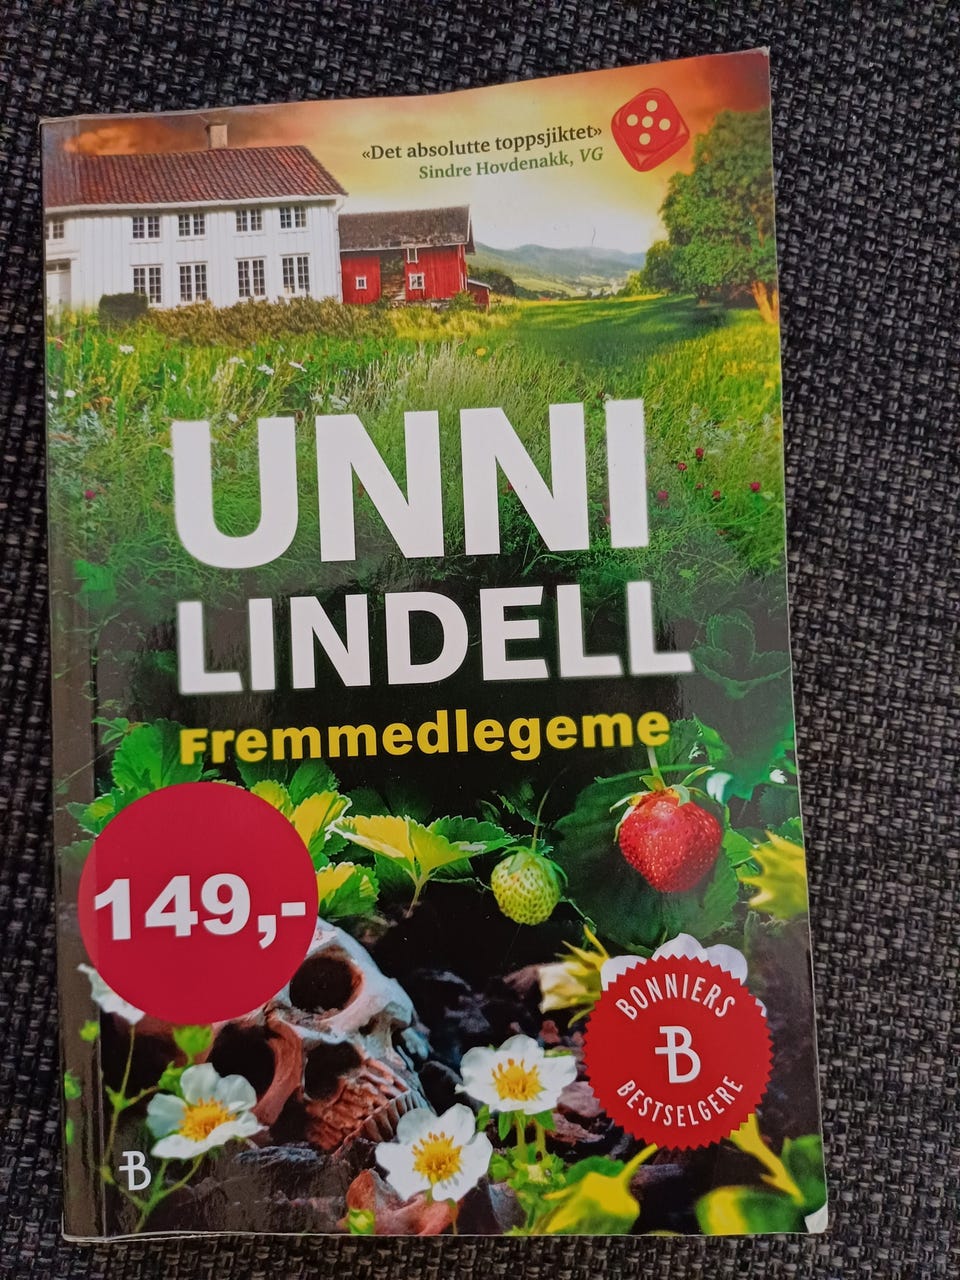 «Det absolutte toppsjiktet»
Sindre Hovdenakk, VG
UNNI
LINDELL
Fremmedlegeme
149,-
BONNIERS
B
BESTSELGERE
B